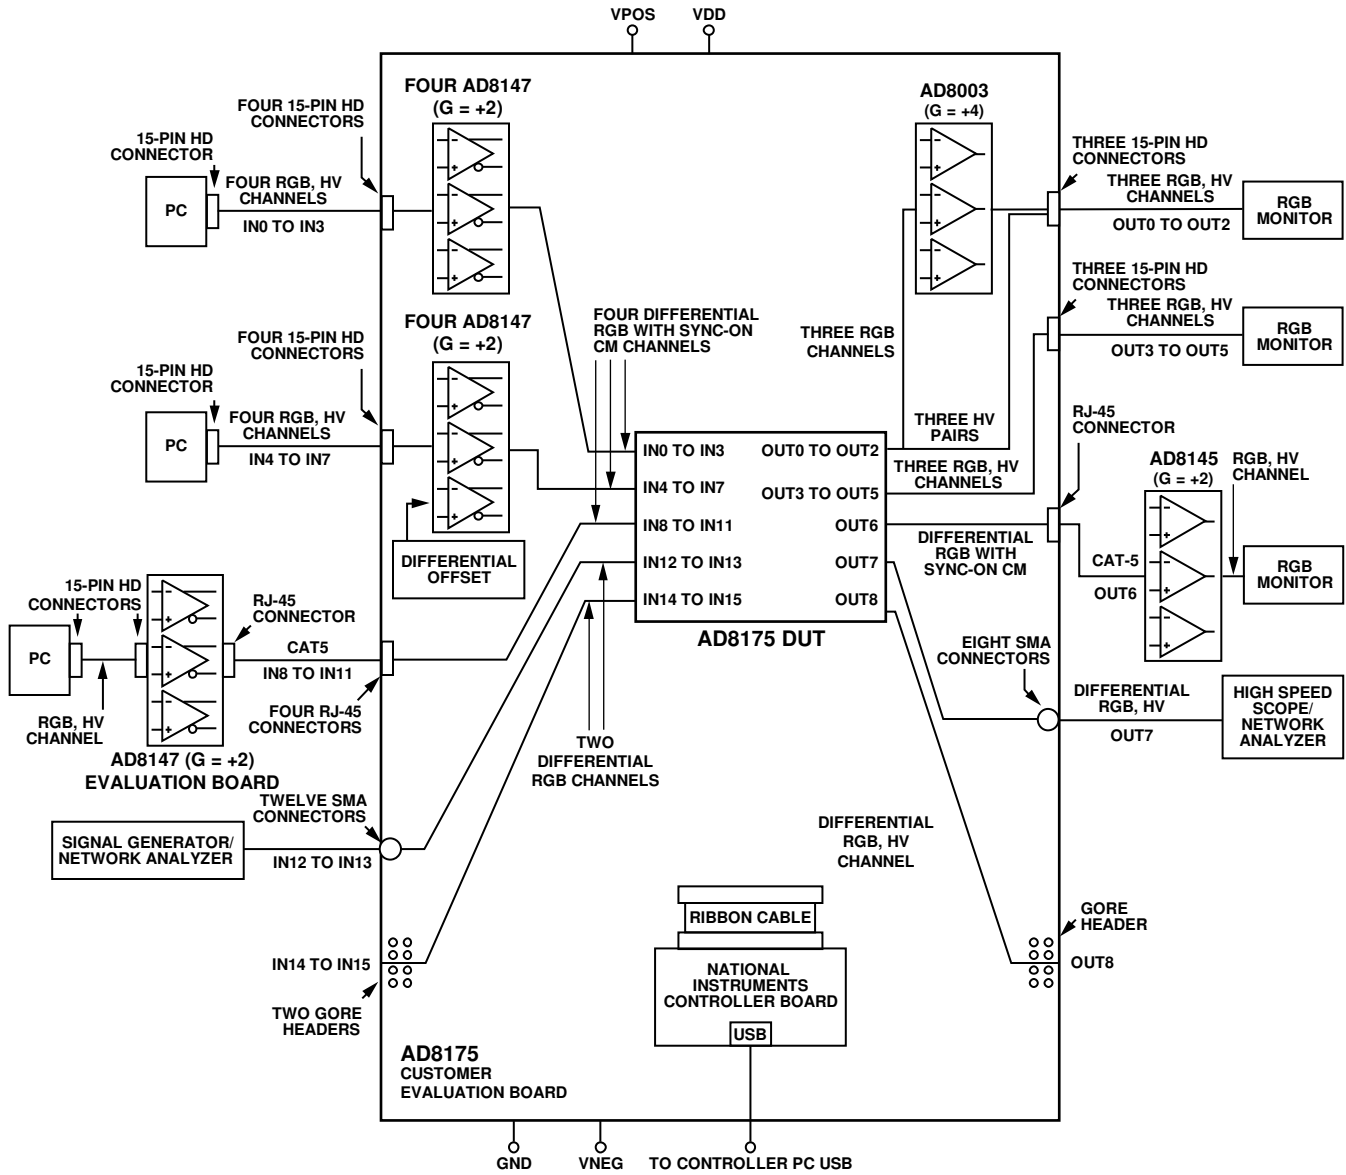 VPOS
VDD
FOUR AD8147
(G = +2)
AD8003
(G = +4)
FOUR 15-PIN HD
CONNECTORS
15-PIN HD
CONNECTOR
PC
FOUR RGB, HV
CHANNELS
IN0 TO IN3
THREE 15-PIN HD
CONNECTORS
THREE RGB, HV
CHANNELS
OUT0 TO OUT2
RGB
MONITOR
THREE 15-PIN HD
CONNECTORS
THREE RGB, HV
CHANNELS
OUT3 TO OUT5
RGB
MONITOR
FOUR AD8147
(G = +2)
FOUR DIFFERENTIAL
RGB WITH SYNC-ON
CM CHANNELS
THREE RGB
CHANNELS
FOUR 15-PIN HD
CONNECTORS
15-PIN HD
CONNECTOR
PC
FOUR RGB, HV
CHANNELS
IN4 TO IN7
THREE HV
PAIRS
THREE RGB, HV
CHANNELS
RJ-45
CONNECTOR
AD8145
(G = +2)
RGB, HV
CHANNEL
IN0 TO IN3
OUT0 TO OUT2
IN4 TO IN7
OUT3 TO OUT5
IN8 TO IN11
OUT6
IN12 TO IN13
OUT7
IN14 TO IN15
OUT8
AD8175 DUT
DIFFERENTIAL
OFFSET
DIFFERENTIAL
RGB WITH
SYNC-ON CM
CAT-5
OUT6
RGB
MONITOR
15-PIN HD
CONNECTORS
RJ-45
CONNECTOR
PC
CAT5
IN8 TO IN11
RGB, HV
CHANNEL
FOUR RJ-45
CONNECTORS
AD8147 (G = +2)
EVALUATION BOARD
EIGHT SMA
CONNECTORS
DIFFERENTIAL
RGB, HV
OUT7
HIGH SPEED
SCOPE/
NETWORK
ANALYZER
TWO
DIFFERENTIAL
RGB CHANNELS
TWELVE SMA
CONNECTORS
SIGNAL GENERATOR/
NETWORK ANALYZER
IN12 TO IN13
DIFFERENTIAL
RGB, HV
CHANNEL
RIBBON CABLE
GORE
HEADER
IN14 TO IN15
OUT8
NATIONAL
INSTRUMENTS
CONTROLLER BOARD
USB
TWO GORE
HEADERS
AD8175
CUSTOMER
EVALUATION BOARD
GND
VNEG
TO CONTROLLER PC USB